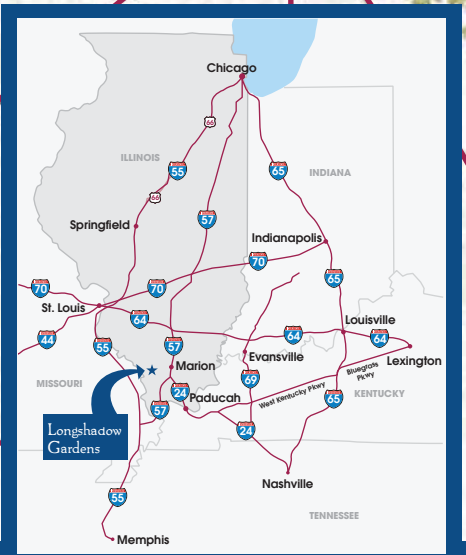 Chicago
66
ILLINOIS
55
65
INDIANA
66
57
Springfield
Indianapolis
70
65
70
70
St. Louis
64
Louisville
44
55
57
64
64
Evansville
Lexington
Marion
Bluegrats
Pkwy
MISSOURI
69
24
West Kentucky Pkwy
KENTUCKY
Paducah
65
57
Longshadow
Gardens
24
Nashville
55
TENNESSEE
Memphis